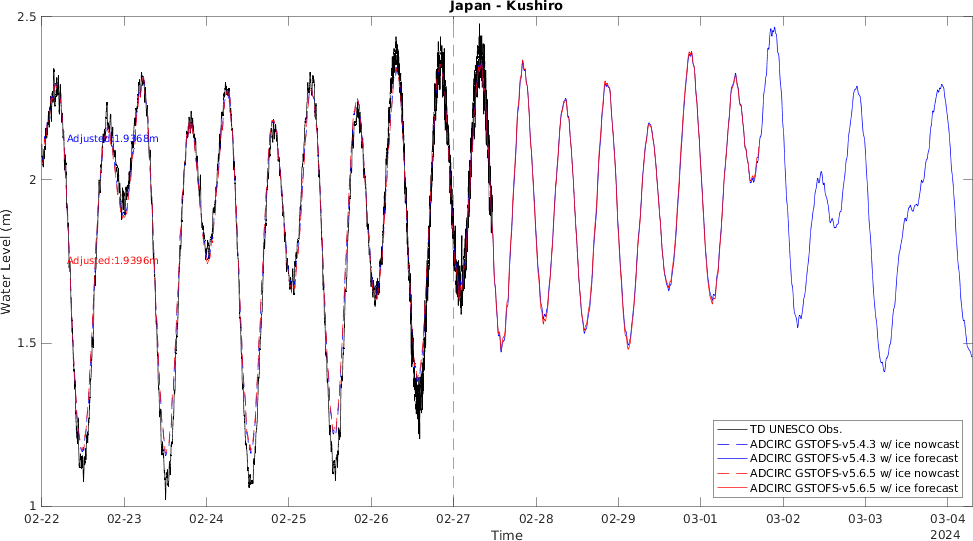 Japan - Kushiro
Water Level (m)
2.5
2
1.5
1
Adjusted:1.9368m
Adjusted:1.9396m
TD UNESCO Obs.
ADCIRC GSTOFS-v5.4.3 w/ ice nowcast
ADCIRC GSTOFS-v5.4.3 w/ ice forecast
ADCIRC GSTOFS-v5.6.5 w/ ice nowcast
ADCIRC GSTOFS-v5.6.5 w/ ice forecast
02-22 02-23 02-24 02-25 02-26 02-27 02-28 02-29 03-01 03-02 03-03 03-04
2024
Time